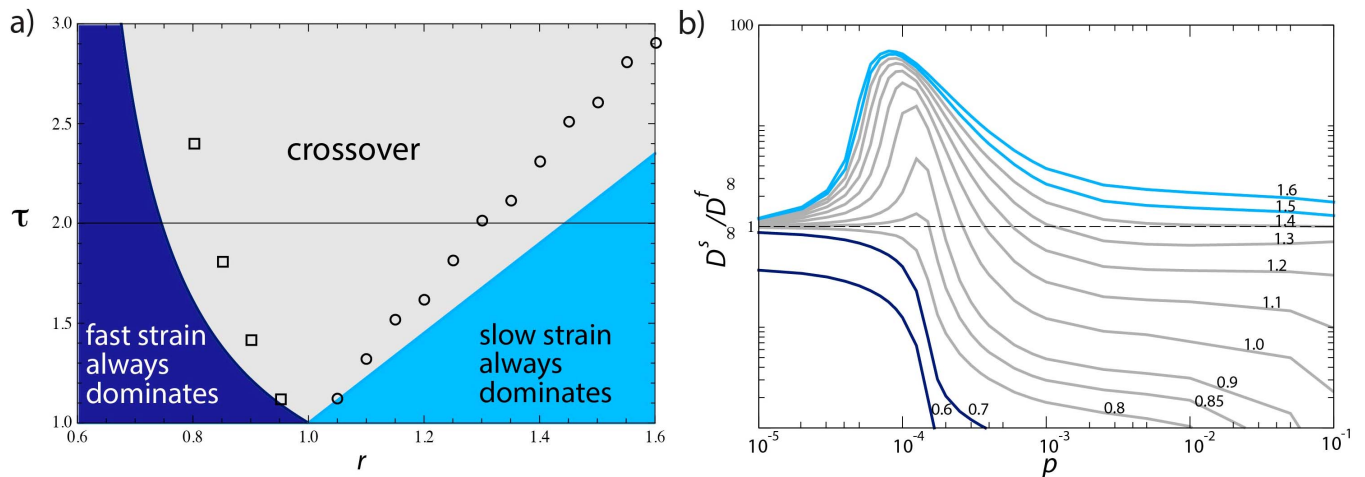 a)
3.0
2.5
2.0
1.5
1.0
τ
0.6
0.8
1.0
1.2
1.4
1.6
r
crossover
fast strain
always
dominates
slow strain
always
dominates
b)
100
1
D^s_∞/D^f_∞
10^-5
10^-4
10^-3
10^-2
10^-1
p
1.6
1.5
1.4
1.3
1.2
1.1
1.0
0.9
0.85
0.8
0.7
0.6